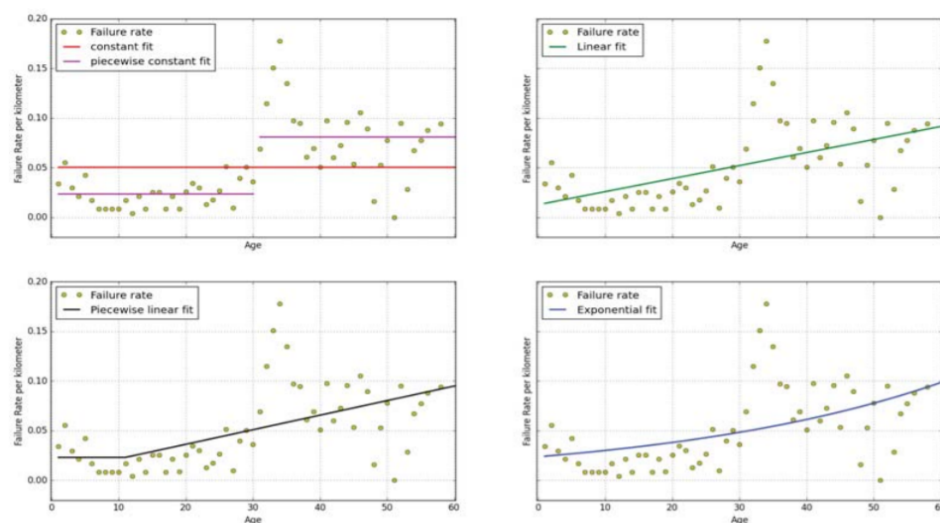 0.20
0.15
0.10
0.05
0.00
Failure Rate per kilometer
Failure rate
constant fit
piecewise constant fit
Age
Failure Rate per kilometer
Failure rate
Linear fit
Age
0.20
0.15
0.10
0.05
0.00
Failure Rate per kilometer
Failure rate
Piecewise linear fit
0 10 20 30 40 50 60
Age
Failure Rate per kilometer
Failure rate
Exponential fit
0 10 20 30 40 50 60
Age